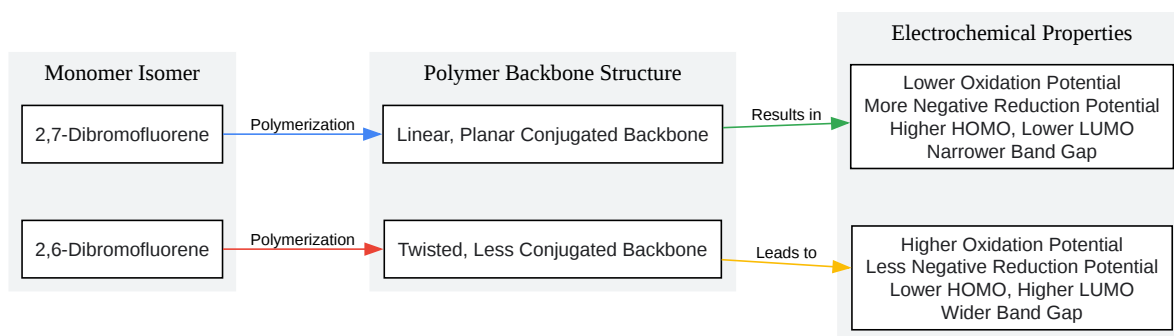 Monomer Isomer
2,7-Dibromofluorene
2,6-Dibromofluorene
Polymerization
Polymerization
Polymer Backbone Structure
Linear, Planar Conjugated Backbone
Twisted, Less Conjugated Backbone
Results in
Leads to
Electrochemical Properties
Lower Oxidation Potential
More Negative Reduction Potential
Higher HOMO, Lower LUMO
Narrower Band Gap
Higher Oxidation Potential
Less Negative Reduction Potential
Lower HOMO, Higher LUMO
Wider Band Gap